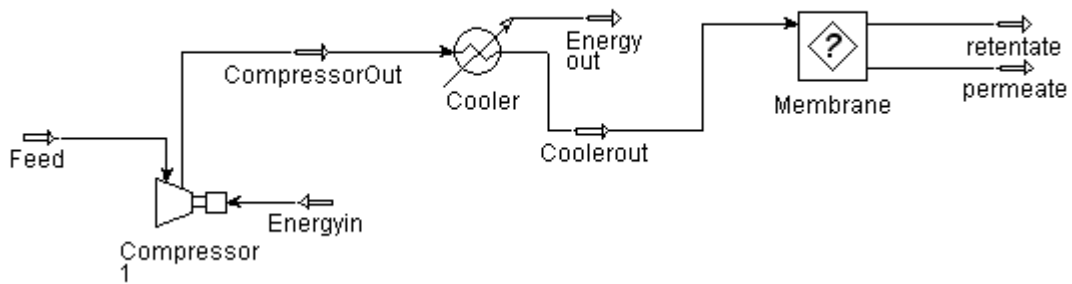 Energy
out
retentate
CompressorOut
?
Cooler
permeate
Membrane
Feed
Coolerout
Energyin
Compressor
1